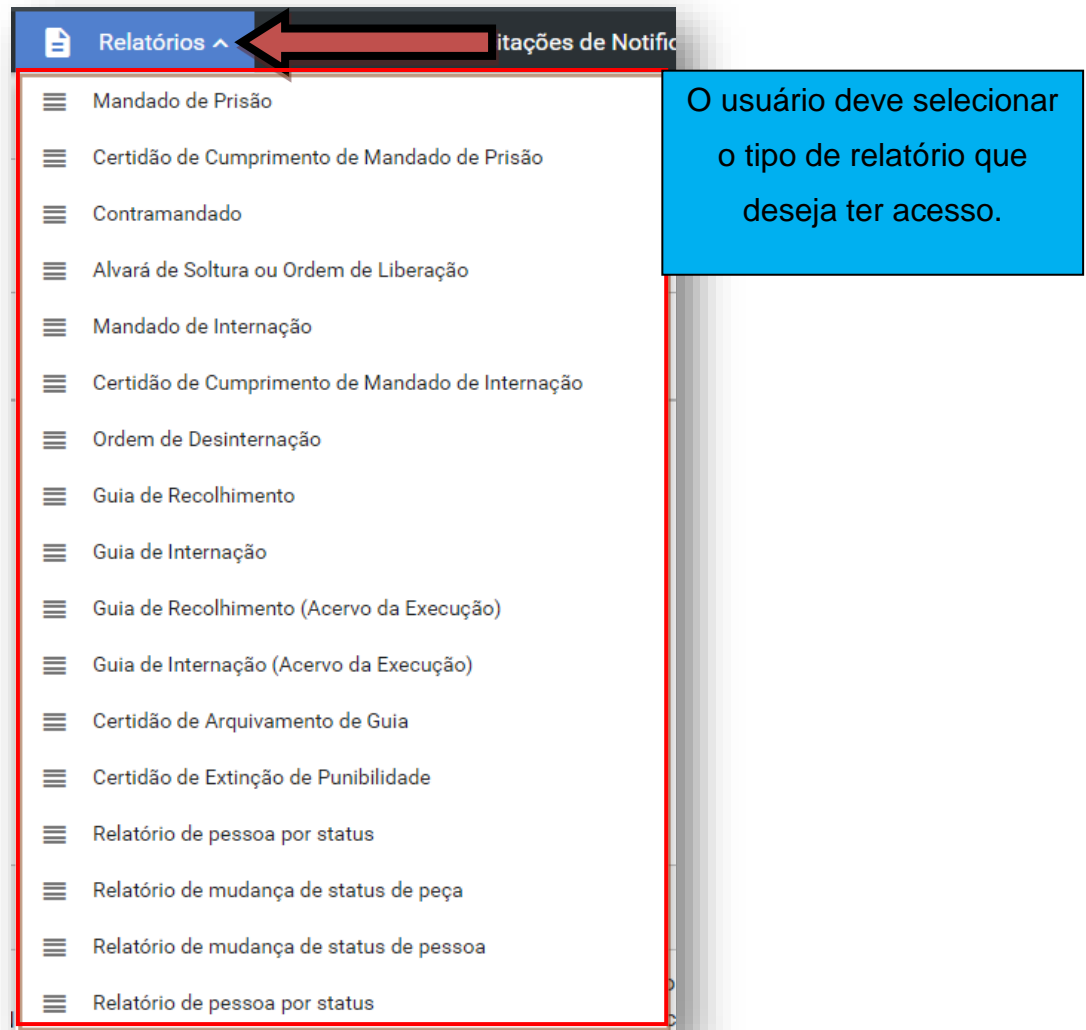 Relatórios
itações de Notific
Mandado de Prisão
Certidão de Cumprimento de Mandado de Prisão
Contramandado
Alvará de Soltura ou Ordem de Liberação
Mandado de Internação
Certidão de Cumprimento de Mandado de Internação
Ordem de Desinternação
Guia de Recolhimento
Guia de Internação
Guia de Recolhimento (Acervo da Execução)
Guia de Internação (Acervo da Execução)
Certidão de Arquivamento de Guia
Certidão de Extinção de Punibilidade
Relatório de pessoa por status
Relatório de mudança de status de peça
Relatório de mudança de status de pessoa
Relatório de pessoa por status
O usuário deve selecionar
o tipo de relatório que
deseja ter acesso.